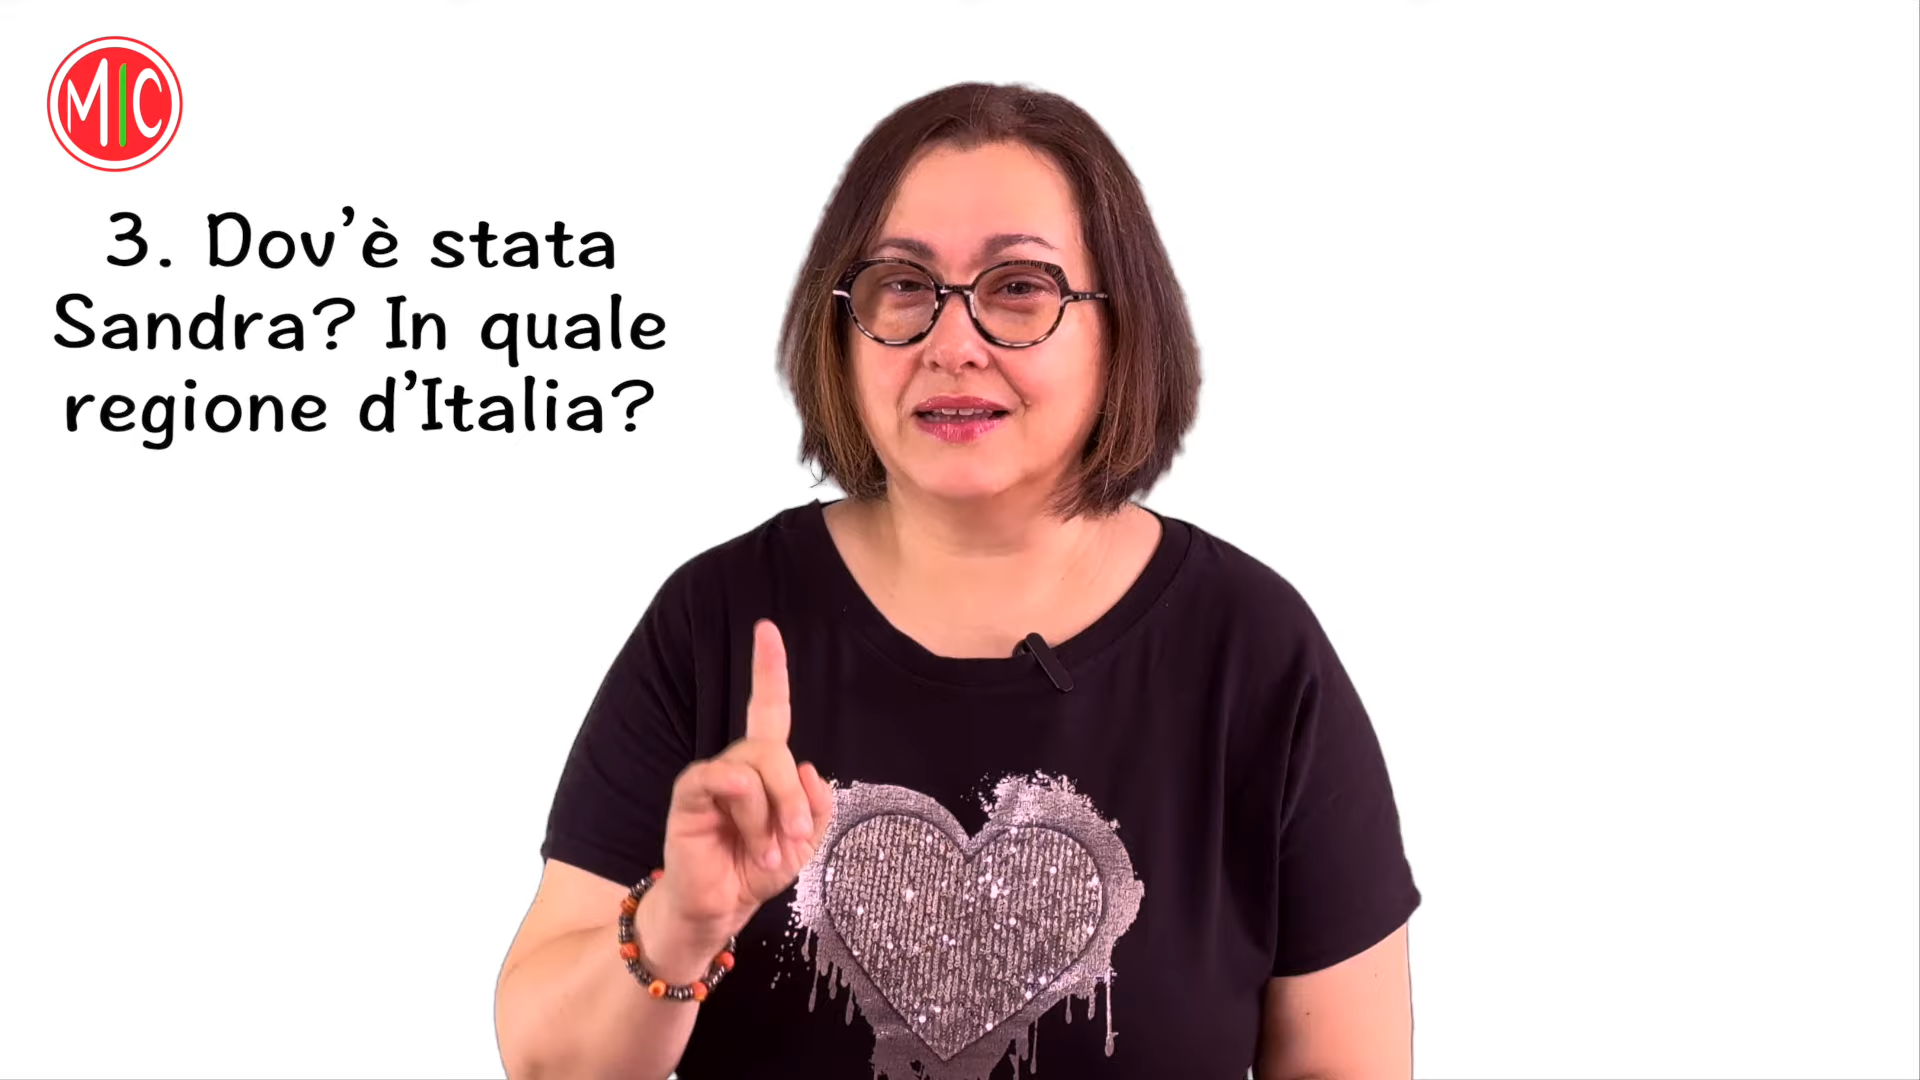 MIC
3. Dov'è stata
Sandra? In quale
regione d'Italia?